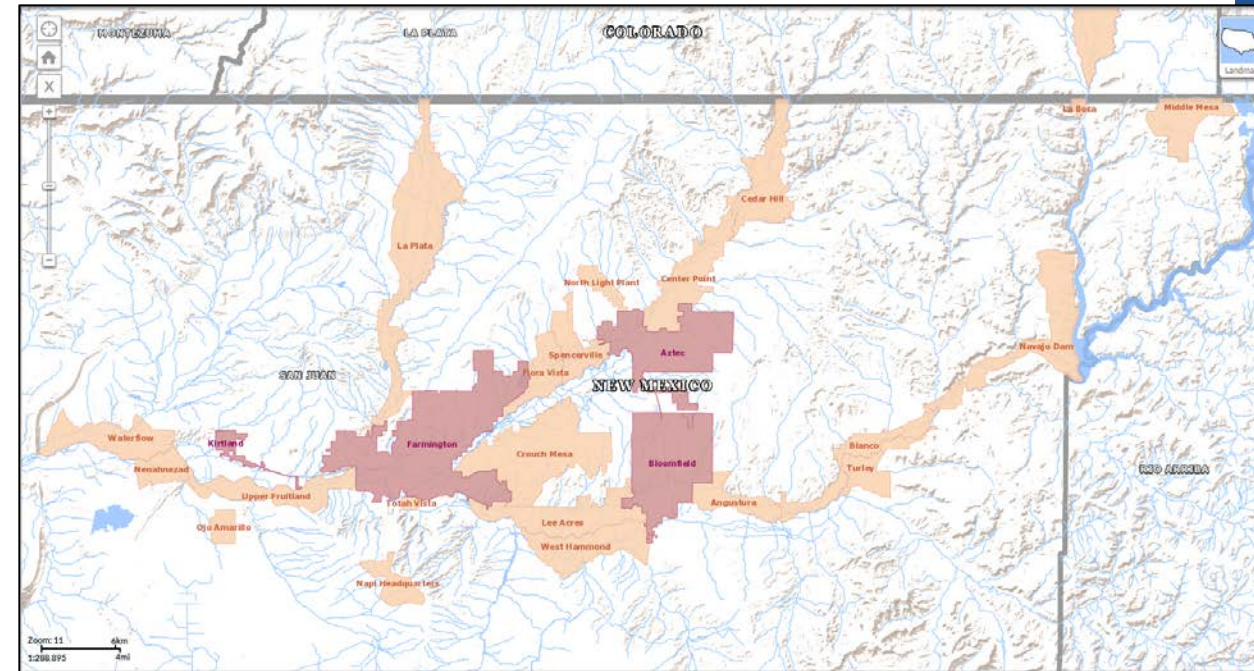 MONTEZUMA
LA PLATA
COLORADO
Landma
X
La Boca
Middle Mesa
Cedar Hill
La Plata
North Light Plant
Center Point
Spencerville
Aztec
Navajo Dam
Flora Vista
SAN JUAN
NEW MEXICO
Waterflow
Kirtland
Farmington
Crouch Mesa
Bloomfield
Blanco
Turley
Nenahnezad
RIO ARRIBA
Upper Fruitland
Totah Vista
Angustura
Ojo Amarillo
Lee Acres
West Hammond
Napi Headquarters
Zoom: 11
6km
1:288,895
4mi